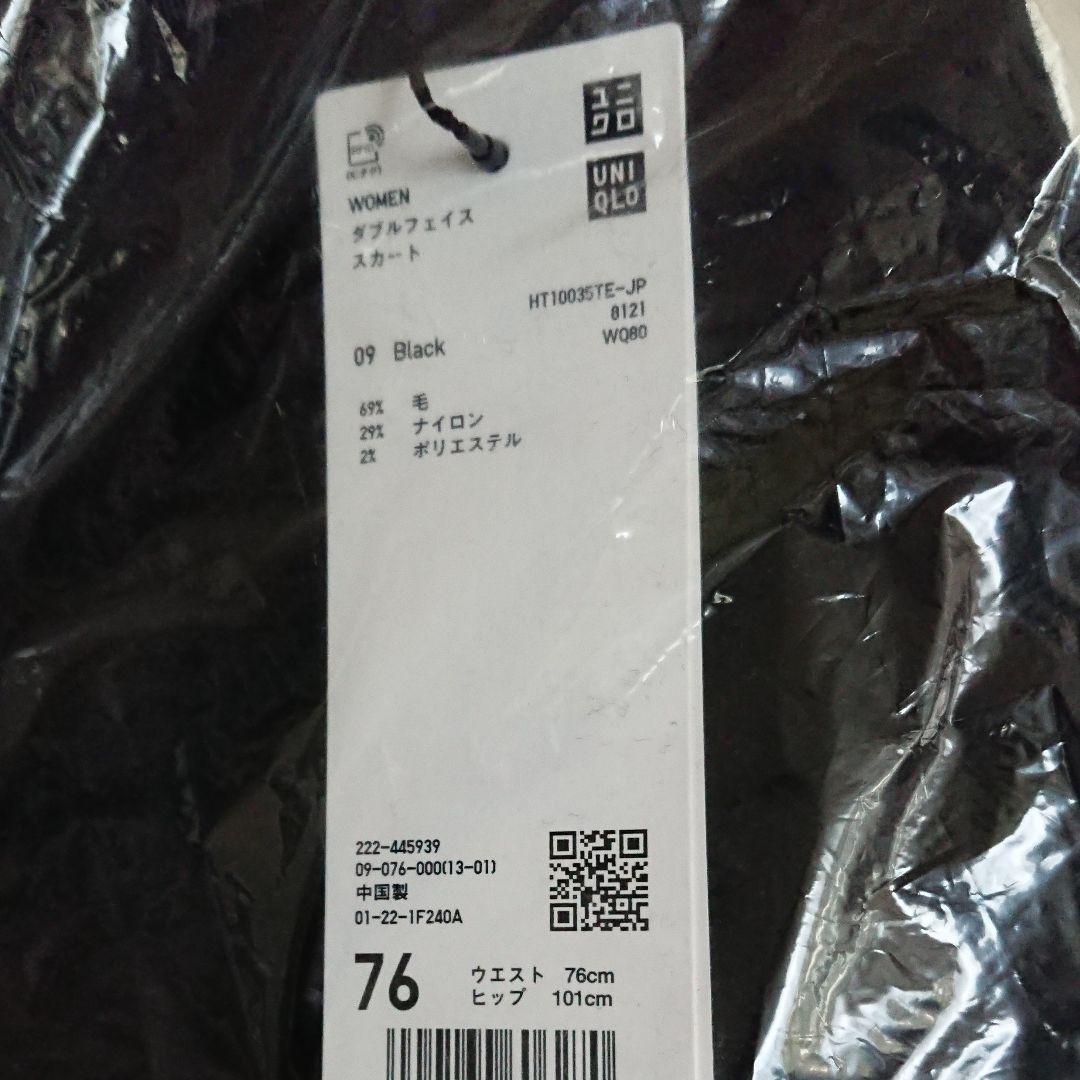 ユニ
クロ
UNI
QLO
WOMEN
ダブルフェイス
スカート
HT10035TE-JP
8121
WQ80
09 Black
69% 毛
29% ナイロン
2% ポリエステル
222-445939
09-076-000(13-01)
中国製
01-22-1F240A
76
ウエスト 76cm
ヒップ 101cm